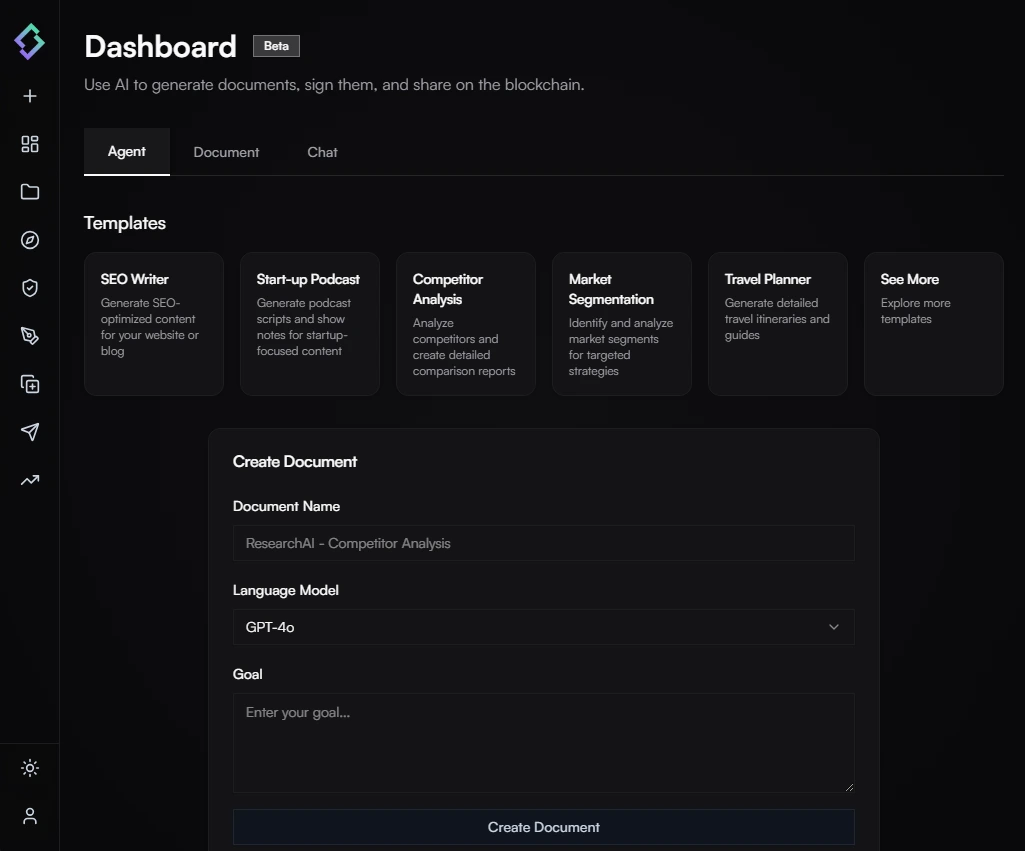 Dashboard
Beta
Use AI to generate documents, sign them, and share on the blockchain.
Agent
Document
Chat
Templates
SEO Writer
Generate SEO-
optimized content
for your website or
blog
Start-up Podcast
Generate podcast
scripts and show
notes for startup-
focused content
Competitor
Analysis
Analyze
competitors and
create detailed
comparison reports
Market
Segmentation
Identify and analyze
market segments
for targeted
strategies
Travel Planner
Generate detailed
travel itineraries and
guides
See More
Explore more
templates
Create Document
Document Name
ResearchAI - Competitor Analysis
Language Model
GPT-4o
Goal
Enter your goal...
Create Document